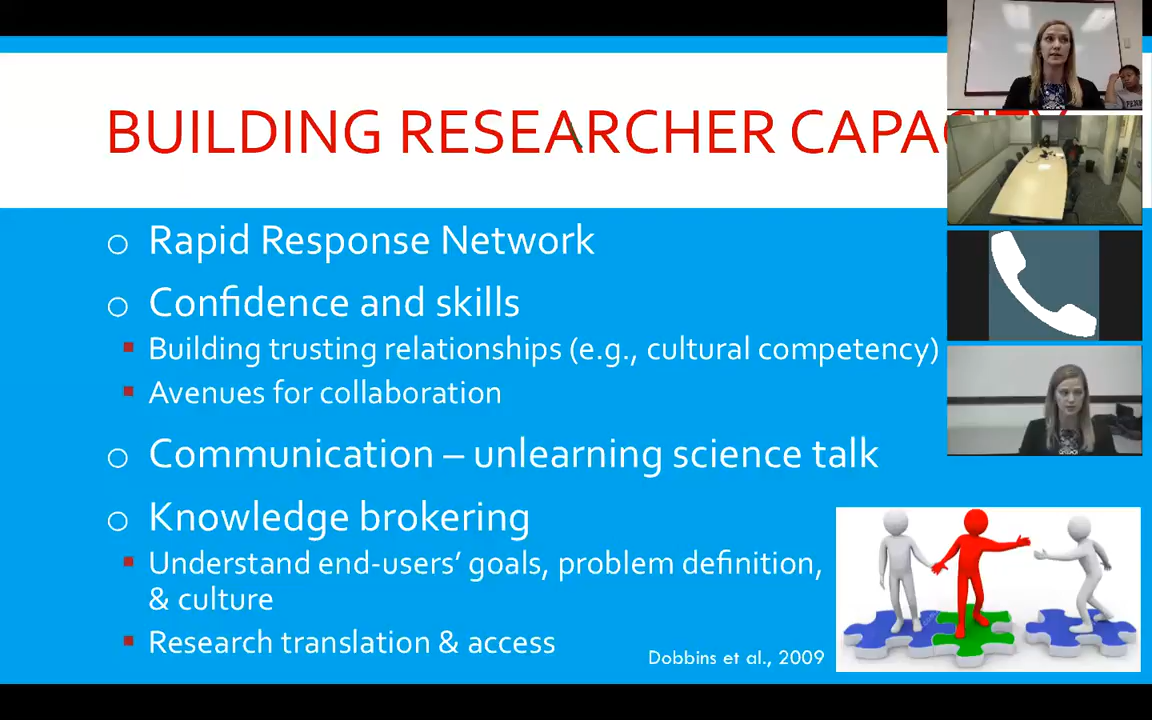 BUILDING RESEARCHER CAPACITY
o Rapid Response Network
o Confidence and skills
▪ Building trusting relationships (e.g., cultural competency)
▪ Avenues for collaboration
o Communication – unlearning science talk
o Knowledge brokering
▪ Understand end-users’ goals, problem definition,
& culture
▪ Research translation & access
Dobbins et al., 2009